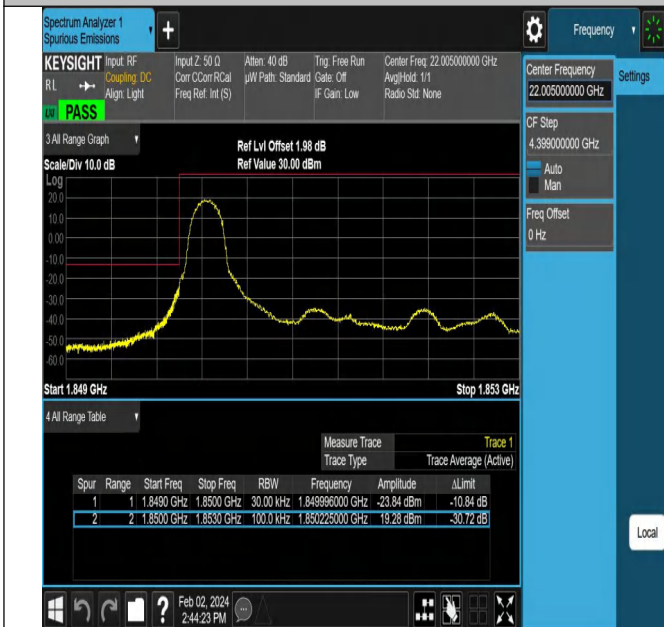 Spectrum Analyzer 1
Spurious Emissions
Frequency
KEYSIGHT Input: RF Input Z: 50 Ω Atten: 40 dB Trig: Free Run Center Freq: 22.005000000 GHz
RL Coupling: DC Corr CCorr RCal µW Path: Standard Gate: Off Avg|Hold: 1/1
Align: Light Freq Ref: Int (S) IF Gain: Low Radio Std: None
PASS
3 All Range Graph
Ref Lvl Offset 1.98 dB
Scale/Div 10.0 dB Ref Value 30.00 dBm
Log
20.0
10.0
0.00
-10.0
-20.0
-30.0
-40.0
-50.0
-60.0
Start 1.849 GHz Stop 1.853 GHz
4 All Range Table
Measure Trace Trace 1
Trace Type Trace Average (Active)
Spur Range Start Freq Stop Freq RBW Frequency Amplitude ΔLimit
1 1 1.8490 GHz 1.8500 GHz 30.00 kHz 1.849996000 GHz -23.84 dBm -10.84 dB
2 2 1.8500 GHz 1.8530 GHz 100.0 kHz 1.850225000 GHz 19.28 dBm -30.72 dB
Feb 02, 2024
2:44:23 PM
Center Frequency
22.005000000 GHz
Settings
CF Step
4.399000000 GHz
Auto
Man
Freq Offset
0 Hz
Local